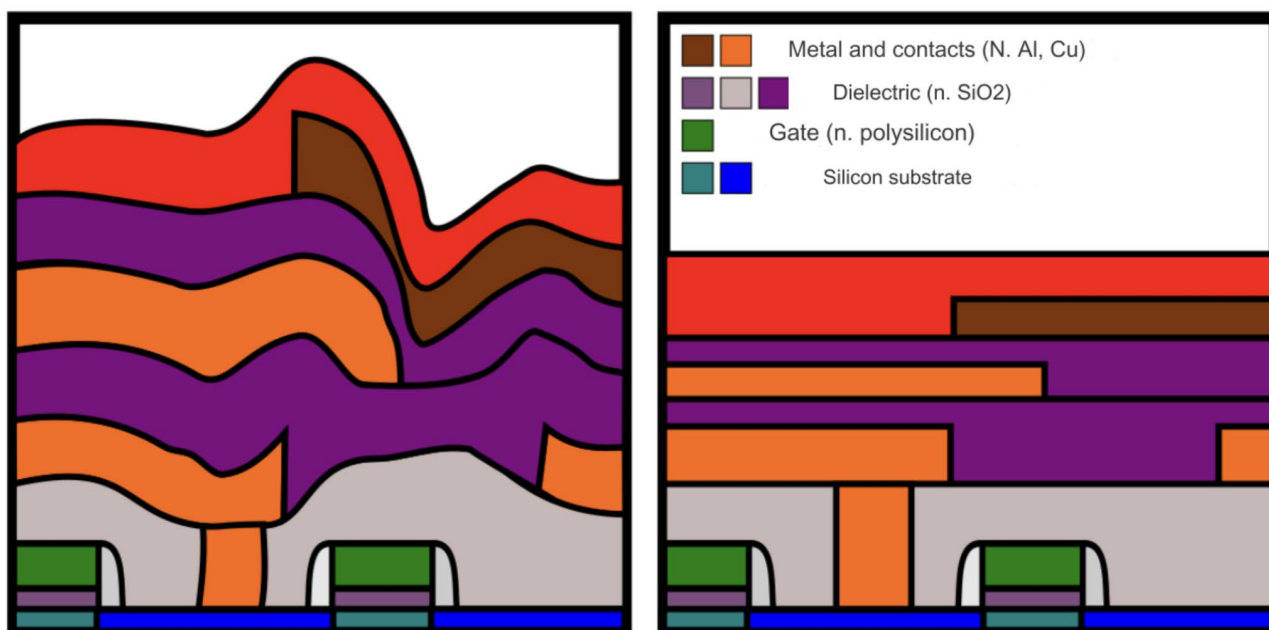 Metal and contacts (N. Al, Cu)
Dielectric (n. SiO2)
Gate (n. polysilicon)
Silicon substrate